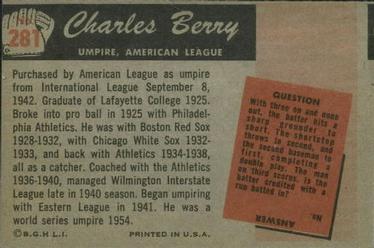 No.
281
Charles Berry
UMPIRE, AMERICAN LEAGUE
Purchased by American League as umpire
from International League September 8,
1942. Graduate of Lafayette College 1925.
Broke into pro ball in 1925 with Philadel-
phia Athletics. He was with Boston Red Sox
1928-1932, with Chicago White Sox 1932-
1933, and back with Athletics 1934-1938,
all as a catcher. Coached with the Athletics
1936-1940, managed Wilmington Interstate
League late in 1940 season. Began umpiring
with Eastern League in 1941. He was a
world series umpire 1954.
©B.G.H L.I. PRINTED IN U.S.A.
QUESTION
With three on and none
out, the batter hits a
sharp grounder to
short. The shortstop
throws to second, and
the second baseman to
first, completing a
double play. The man
on third scores. Is the
batter credited with a
run batted in?
ANSWER
No.